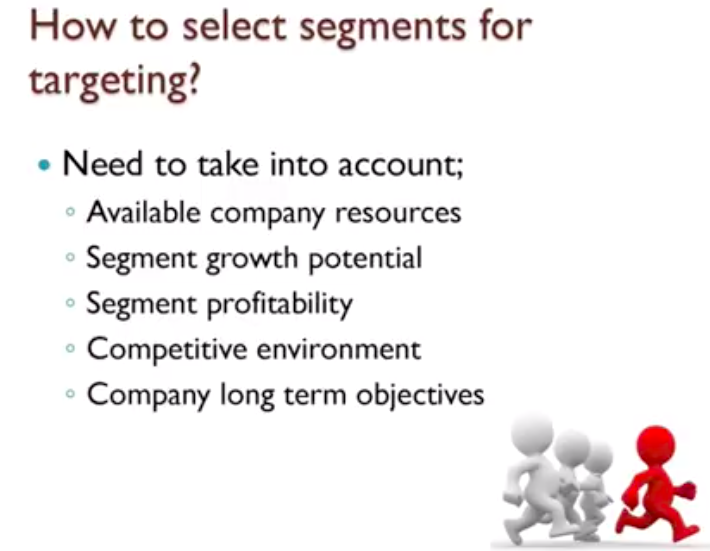 How to select segments for
targeting?
• Need to take into account;
◦ Available company resources
◦ Segment growth potential
◦ Segment profitability
◦ Competitive environment
◦ Company long term objectives